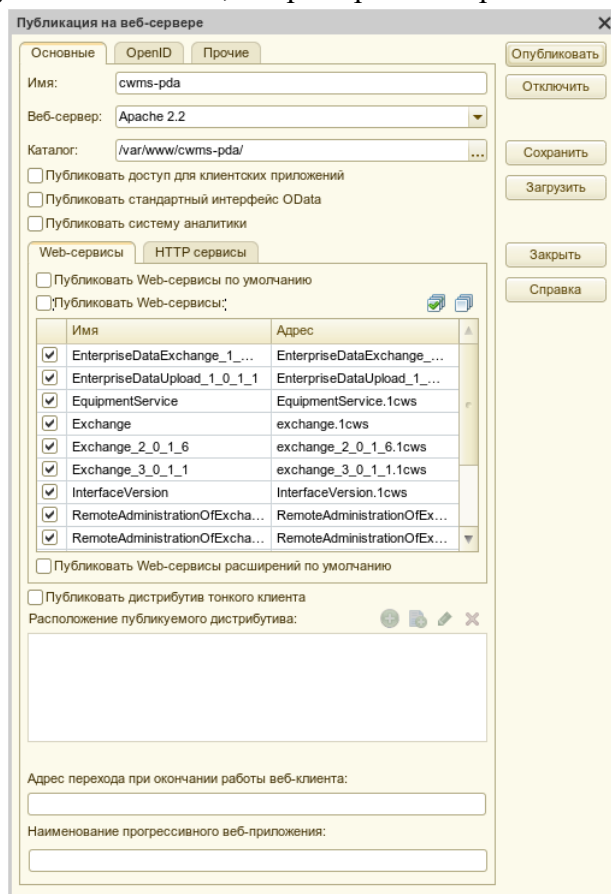 Публикация на веб-сервере
Основные OpenID Прочие
Опубликовать
Имя: cwms-pda
Отключить
Веб-сервер: Apache 2.2
Каталог: /var/www/cwms-pda/ ...
Сохранить
Публиковать доступ для клиентских приложений
Загрузить
Публиковать стандартный интерфейс OData
Публиковать систему аналитики
Web-сервисы HTTP сервисы
Закрыть
Публиковать Web-сервисы по умолчанию
Справка
Публиковать Web-сервисы:
Имя Адрес
EnterpriseDataExchange_1_... EnterpriseDataExchange_...
EnterpriseDataUpload_1_0_1_1 EnterpriseDataUpload_1_...
EquipmentService EquipmentService.1cws
Exchange exchange.1cws
Exchange_2_0_1_6 exchange_2_0_1_6.1cws
Exchange_3_0_1_1 exchange_3_0_1_1.1cws
InterfaceVersion InterfaceVersion.1cws
RemoteAdministrationOfExcha... RemoteAdministrationOfEx...
RemoteAdministrationOfExcha... RemoteAdministrationOfEx...
Публиковать Web-сервисы расширений по умолчанию
Публиковать дистрибутив тонкого клиента
Расположение публикуемого дистрибутива:
Адрес перехода при окончании работы веб-клиента:
Наименование прогрессивного веб-приложения: